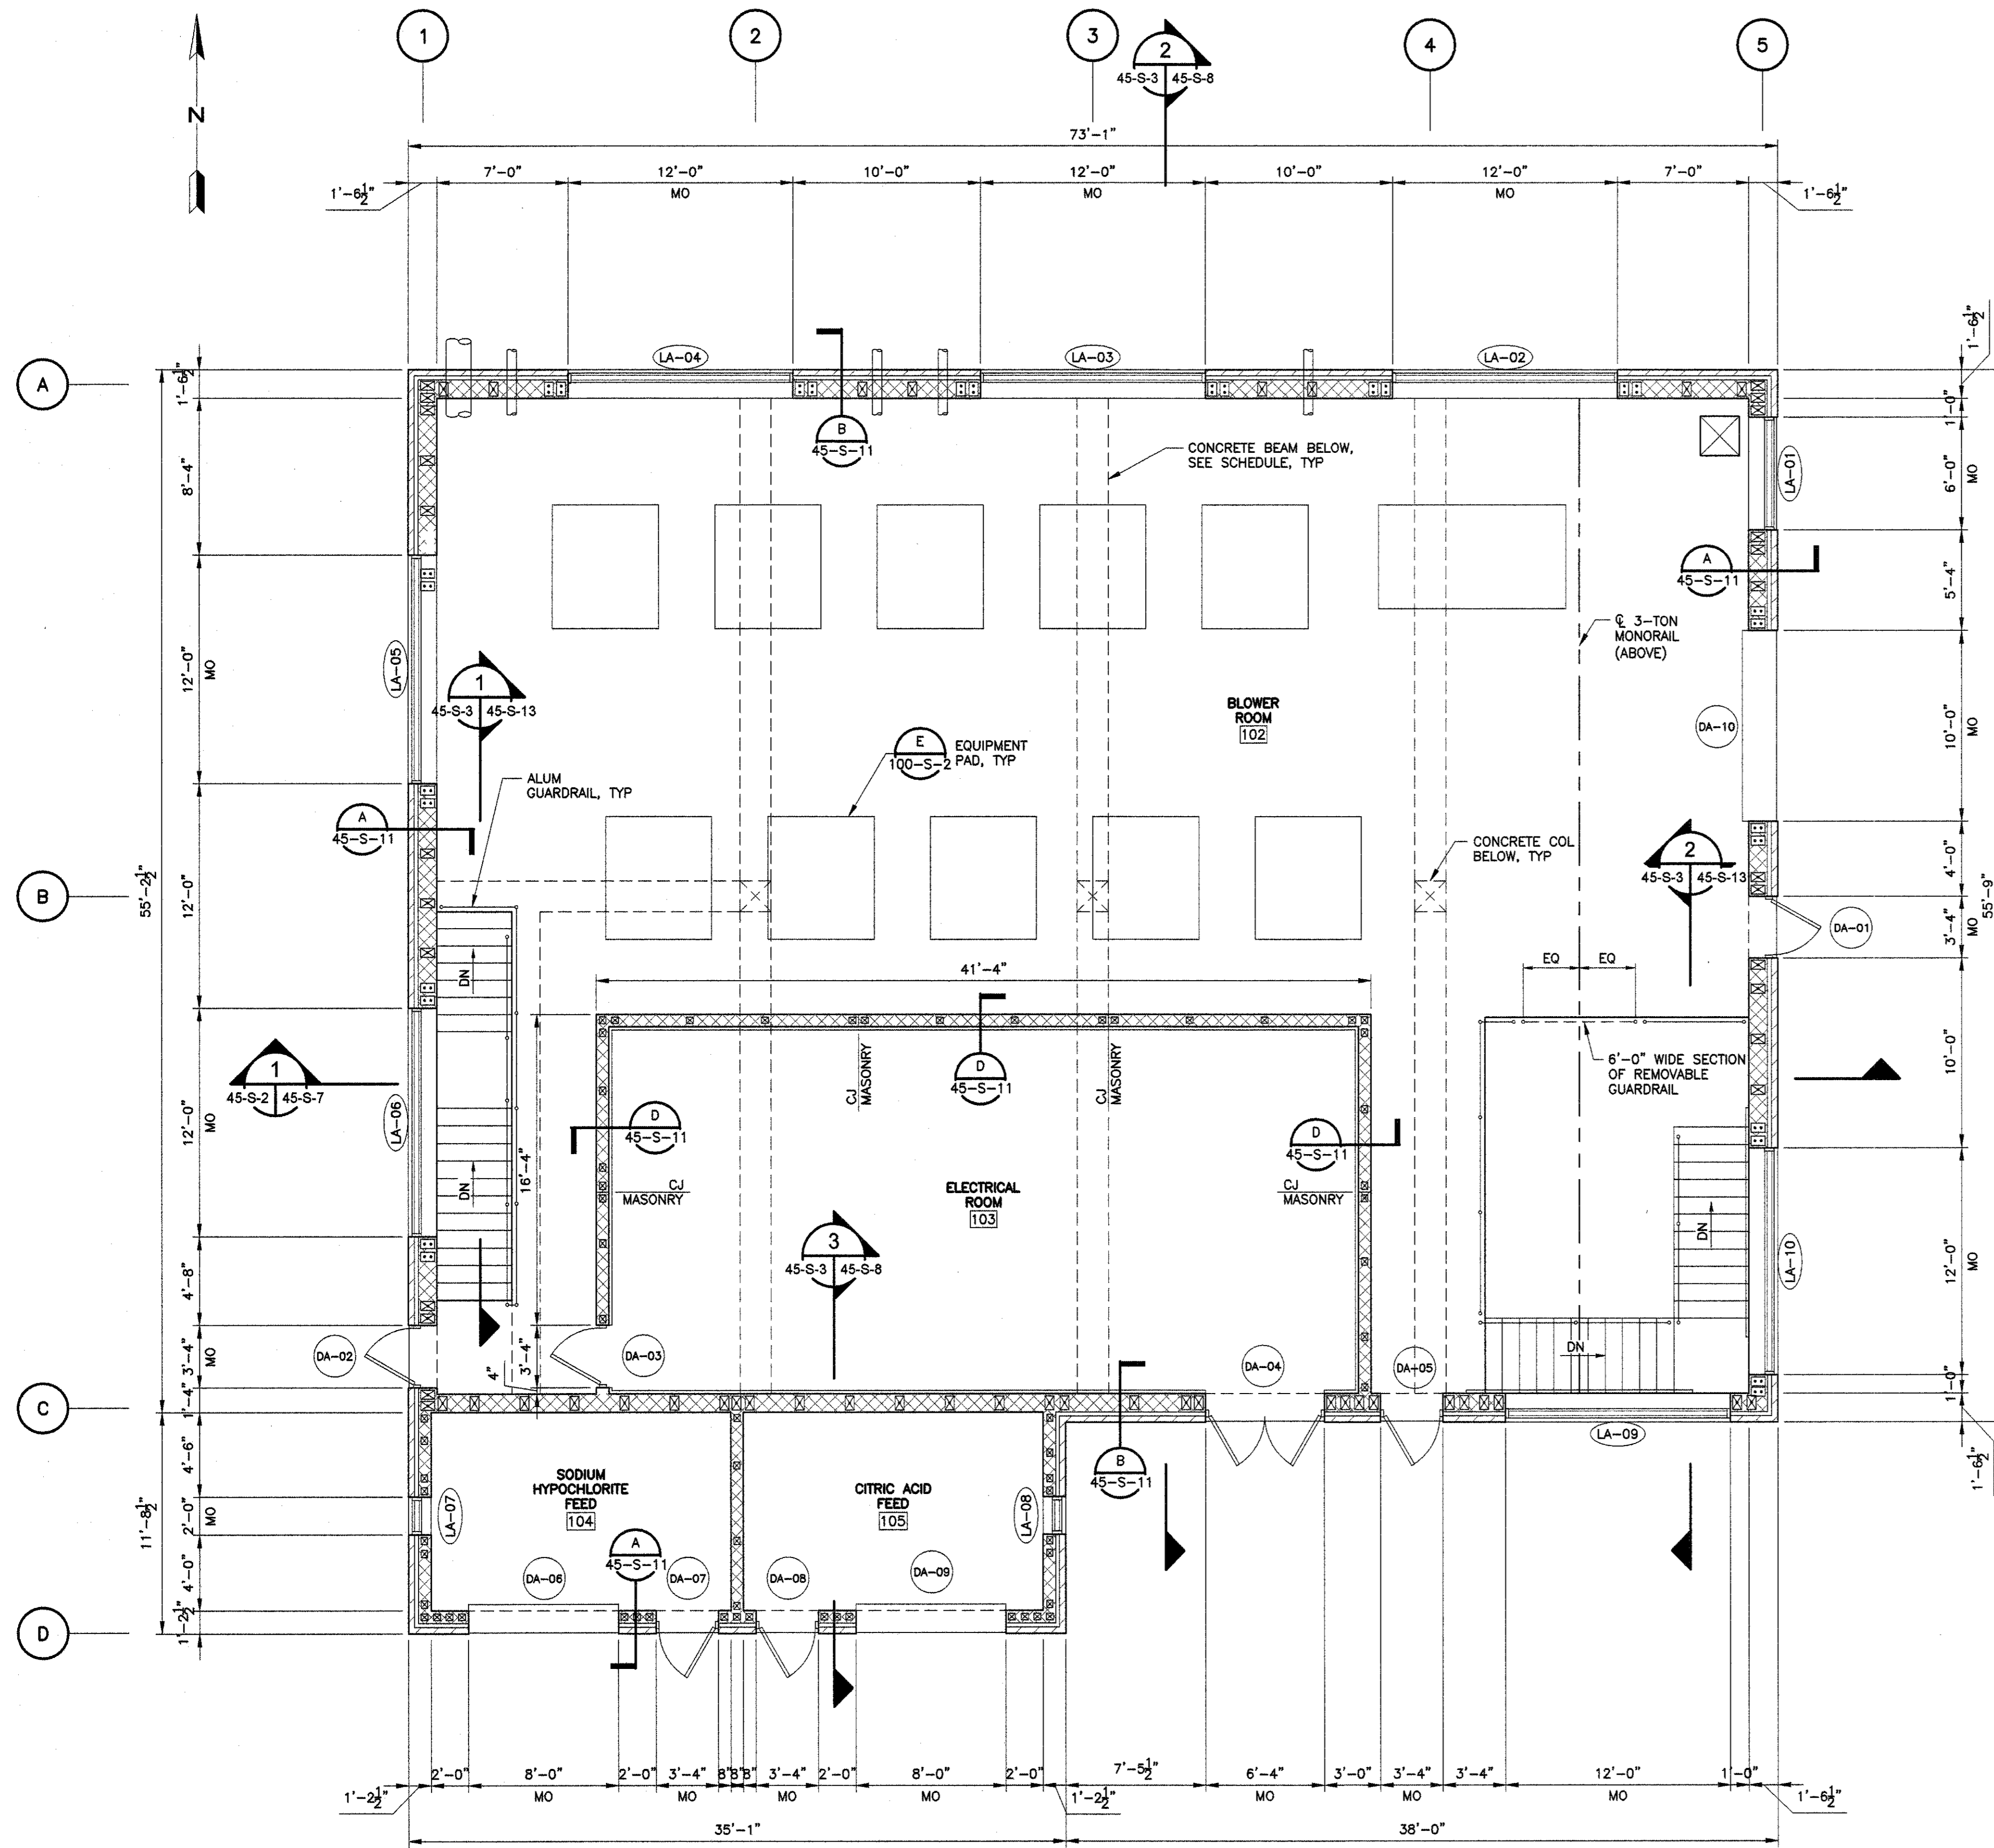 1
2
3
4
5
2
45-S-3 45-S-8
N
73'-1"
1'-6½"
7'-0"
12'-0"
MO
10'-0"
12'-0"
MO
10'-0"
12'-0"
MO
7'-0"
1'-6½"
A
1'-6½"
8'-4"
12'-0"
MO
12'-0"
12'-0"
MO
4'-8"
3'-4"
MO
1'-4"
4'-6"
2'-0"
MO
4'-0"
1'-2½"
55'-2½"
11'-8½"
B
C
D
LA-04
LA-03
LA-02
LA-01
B
45-S-11
CONCRETE BEAM BELOW,
SEE SCHEDULE, TYP
A
45-S-11
℄ 3-TON
MONORAIL
(ABOVE)
LA-05
1
45-S-3 45-S-13
BLOWER
ROOM
102
DA-10
E
100-S-2
EQUIPMENT
PAD, TYP
ALUM
GUARDRAIL, TYP
A
45-S-11
CONCRETE COL
BELOW, TYP
2
45-S-3 45-S-13
DA-01
DN
41'-4"
EQ
EQ
1
45-S-2 45-S-7
LA-06
DN
16'-4"
CJ
MASONRY
D
45-S-11
CJ
MASONRY
6'-0" WIDE SECTION
OF REMOVABLE
GUARDRAIL
D
45-S-11
D
45-S-11
CJ
MASONRY
ELECTRICAL
ROOM
103
CJ
MASONRY
3
45-S-3 45-S-8
DN
LA-10
DN
DA-02
DA-03
3'-4"
4"
DA-04
DA-05
LA-09
B
45-S-11
SODIUM
HYPOCHLORITE
FEED
104
CITRIC ACID
FEED
105
LA-07
LA-08
A
45-S-11
DA-06
DA-07
DA-08
DA-09
1'-6½"
1'-0"
6'-0"
MO
5'-4"
10'-0"
MO
4'-0"
3'-4"
MO
10'-0"
12'-0"
MO
1'-0"
1'-6½"
55'-9"
1'-2½"
2'-0"
8'-0"
MO
2'-0"
3'-4"
MO
8"
8"
8"
3'-4"
MO
2'-0"
8'-0"
MO
2'-0"
1'-2½"
7'-5½"
6'-4"
MO
3'-0"
3'-4"
MO
3'-4"
12'-0"
MO
1'-0"
1'-6½"
35'-1"
38'-0"